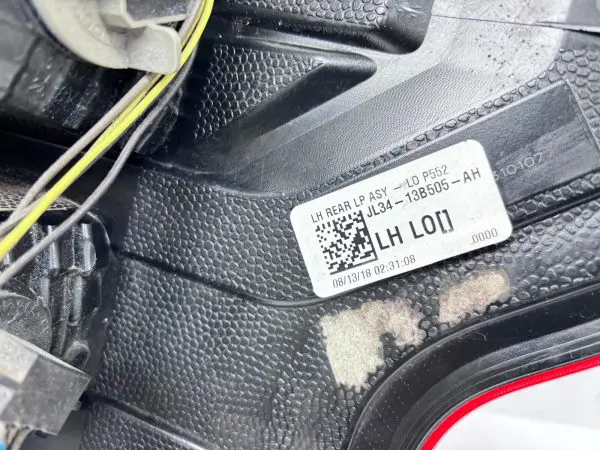 LH REAR LP ASY - LO P552
JL34-13B505-AH
LH LO[]
08/13/18 02:31:08
.0000